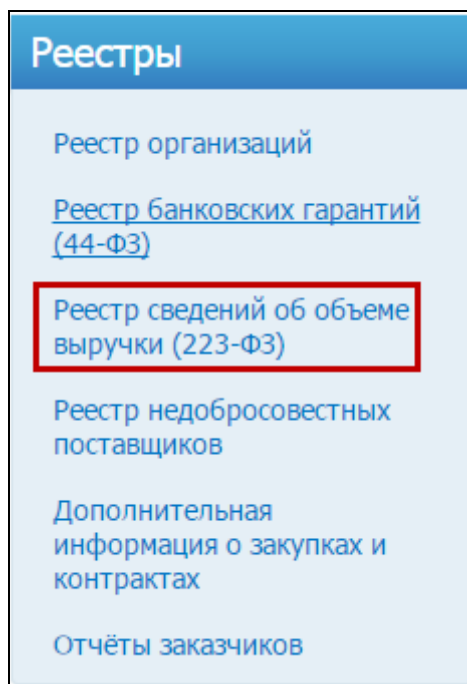 Реестры
Реестр организаций
Реестр банковских гарантий
(44-ФЗ)
Реестр сведений об объеме
выручки (223-ФЗ)
Реестр недобросовестных
поставщиков
Дополнительная
информация о закупках и
контрактах
Отчёты заказчиков